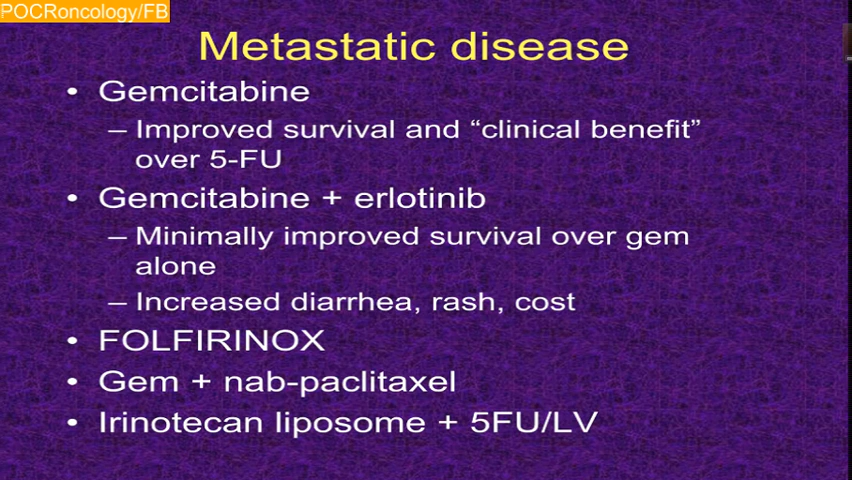 POCRoncology/FB
Metastatic disease
• Gemcitabine
– Improved survival and “clinical benefit”
over 5-FU
• Gemcitabine + erlotinib
– Minimally improved survival over gem
alone
– Increased diarrhea, rash, cost
• FOLFIRINOX
• Gem + nab-paclitaxel
• Irinotecan liposome + 5FU/LV